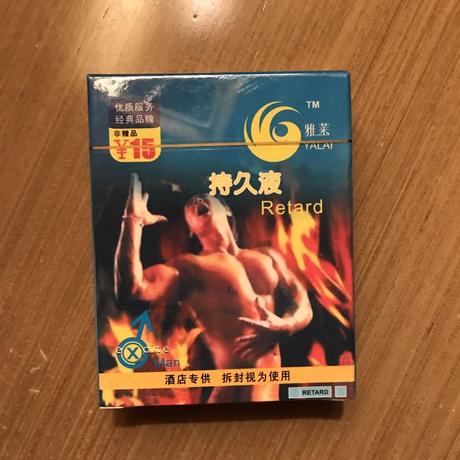 优质服务
经典品牌
非赠品
¥15
TM
雅莱
YALAI
持久液
Retard
eXcite
Man
酒店专供 拆封视为使用
RETARD